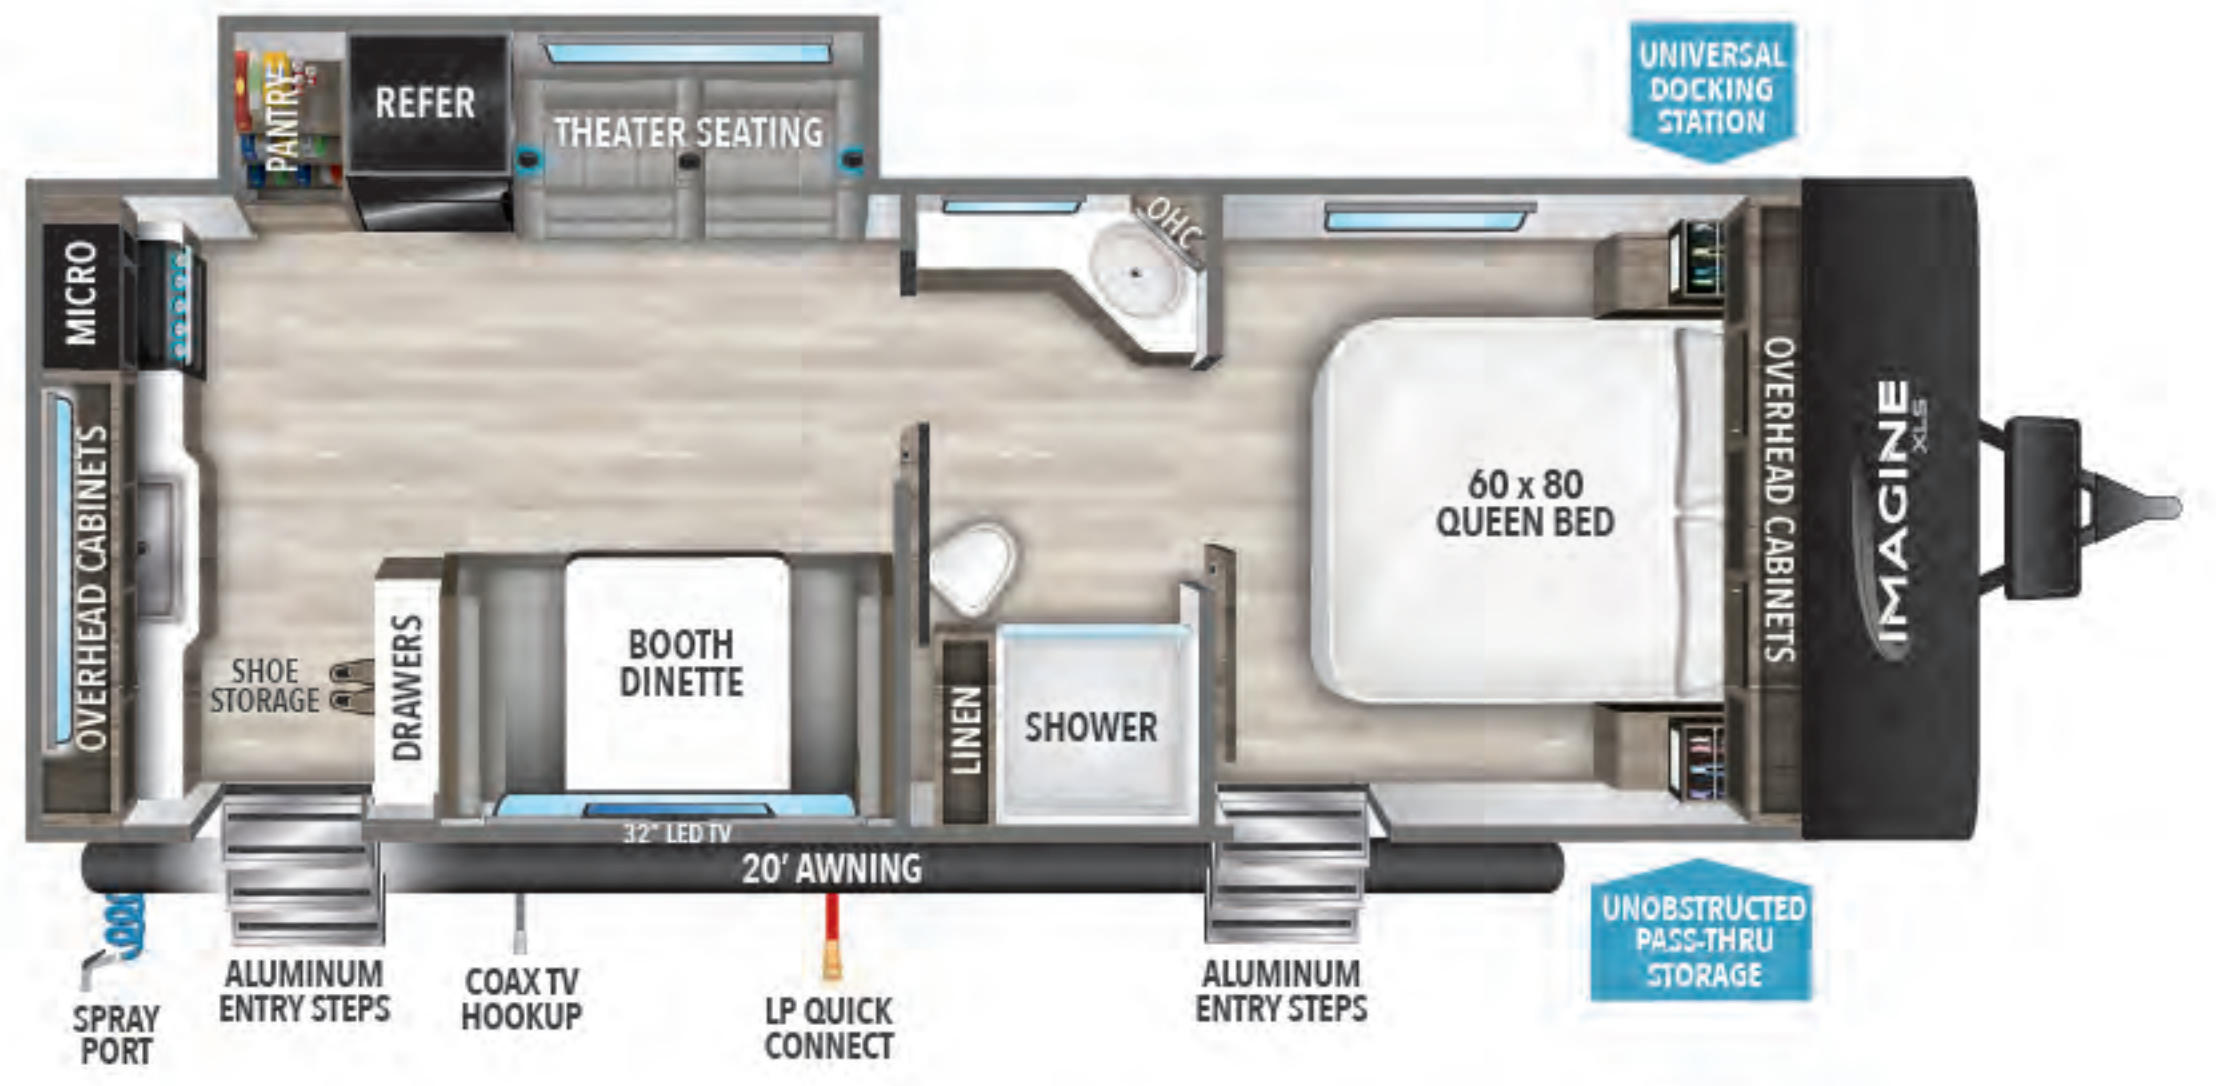 UNIVERSAL
DOCKING
STATION
PANTRY
REFER
THEATER SEATING
OHC
MICRO
OVERHEAD CABINETS
60 x 80
QUEEN BED
OVERHEAD CABINETS
IMAGINE
XLS
SHOE
STORAGE
DRAWERS
BOOTH
DINETTE
LINEN
SHOWER
32" LED TV
20' AWNING
SPRAY
PORT
ALUMINUM
ENTRY STEPS
COAX TV
HOOKUP
LP QUICK
CONNECT
ALUMINUM
ENTRY STEPS
UNOBSTRUCTED
PASS-THRU
STORAGE